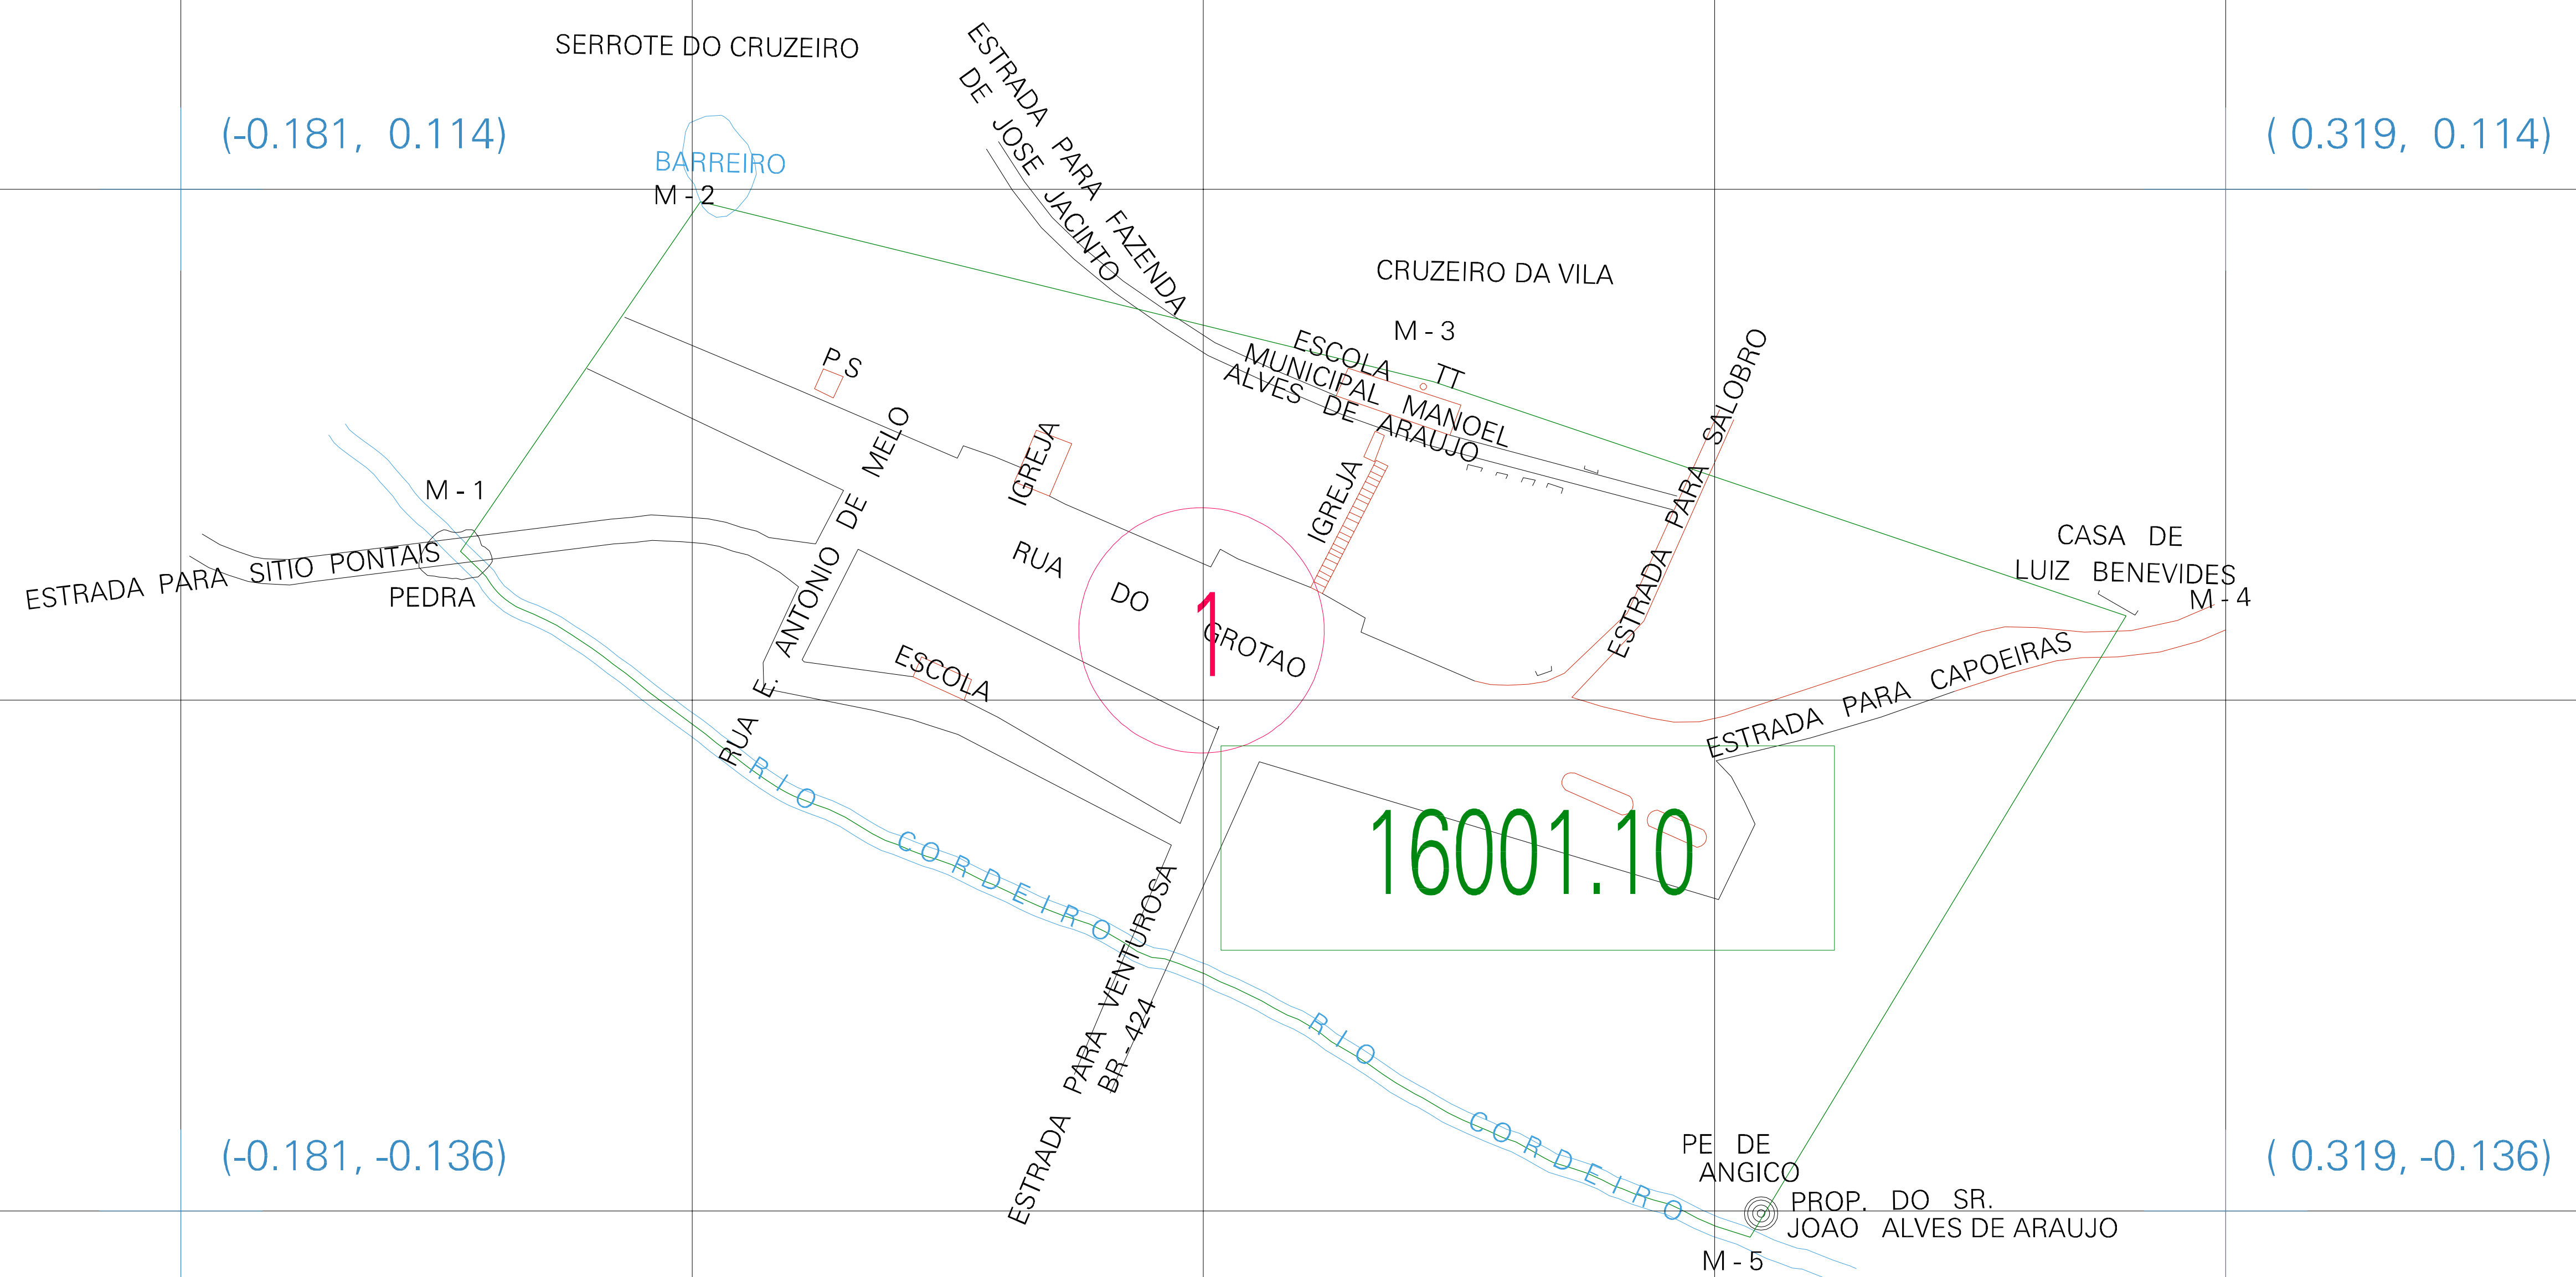 SERROTE DO CRUZEIRO
ESTRADA PARA FAZENDA
DE JOSE JACINTO
(-0.181, 0.114)
( 0.319, 0.114)
BARREIRO
M - 2
CRUZEIRO DA VILA
M - 3
P S
ESCOLA TT
MUNICIPAL MANOEL
ALVES DE ARAUJO
ESTRADA PARA SALOBRO
IGREJA
IGREJA
M - 1
ESTRADA PARA SITIO PONTAIS
PEDRA
RUA E. ANTONIO DE MELO
RUA DO GROTAO
1
CASA DE
LUIZ BENEVIDES
M - 4
ESCOLA
ESTRADA PARA CAPOEIRAS
RIO CORDEIRO
16001.10
ESTRADA PARA VENTUROSA
BR - 424
RIO CORDEIRO
(-0.181, -0.136)
( 0.319, -0.136)
PE DE
ANGICO
PROP. DO SR.
JOAO ALVES DE ARAUJO
M - 5